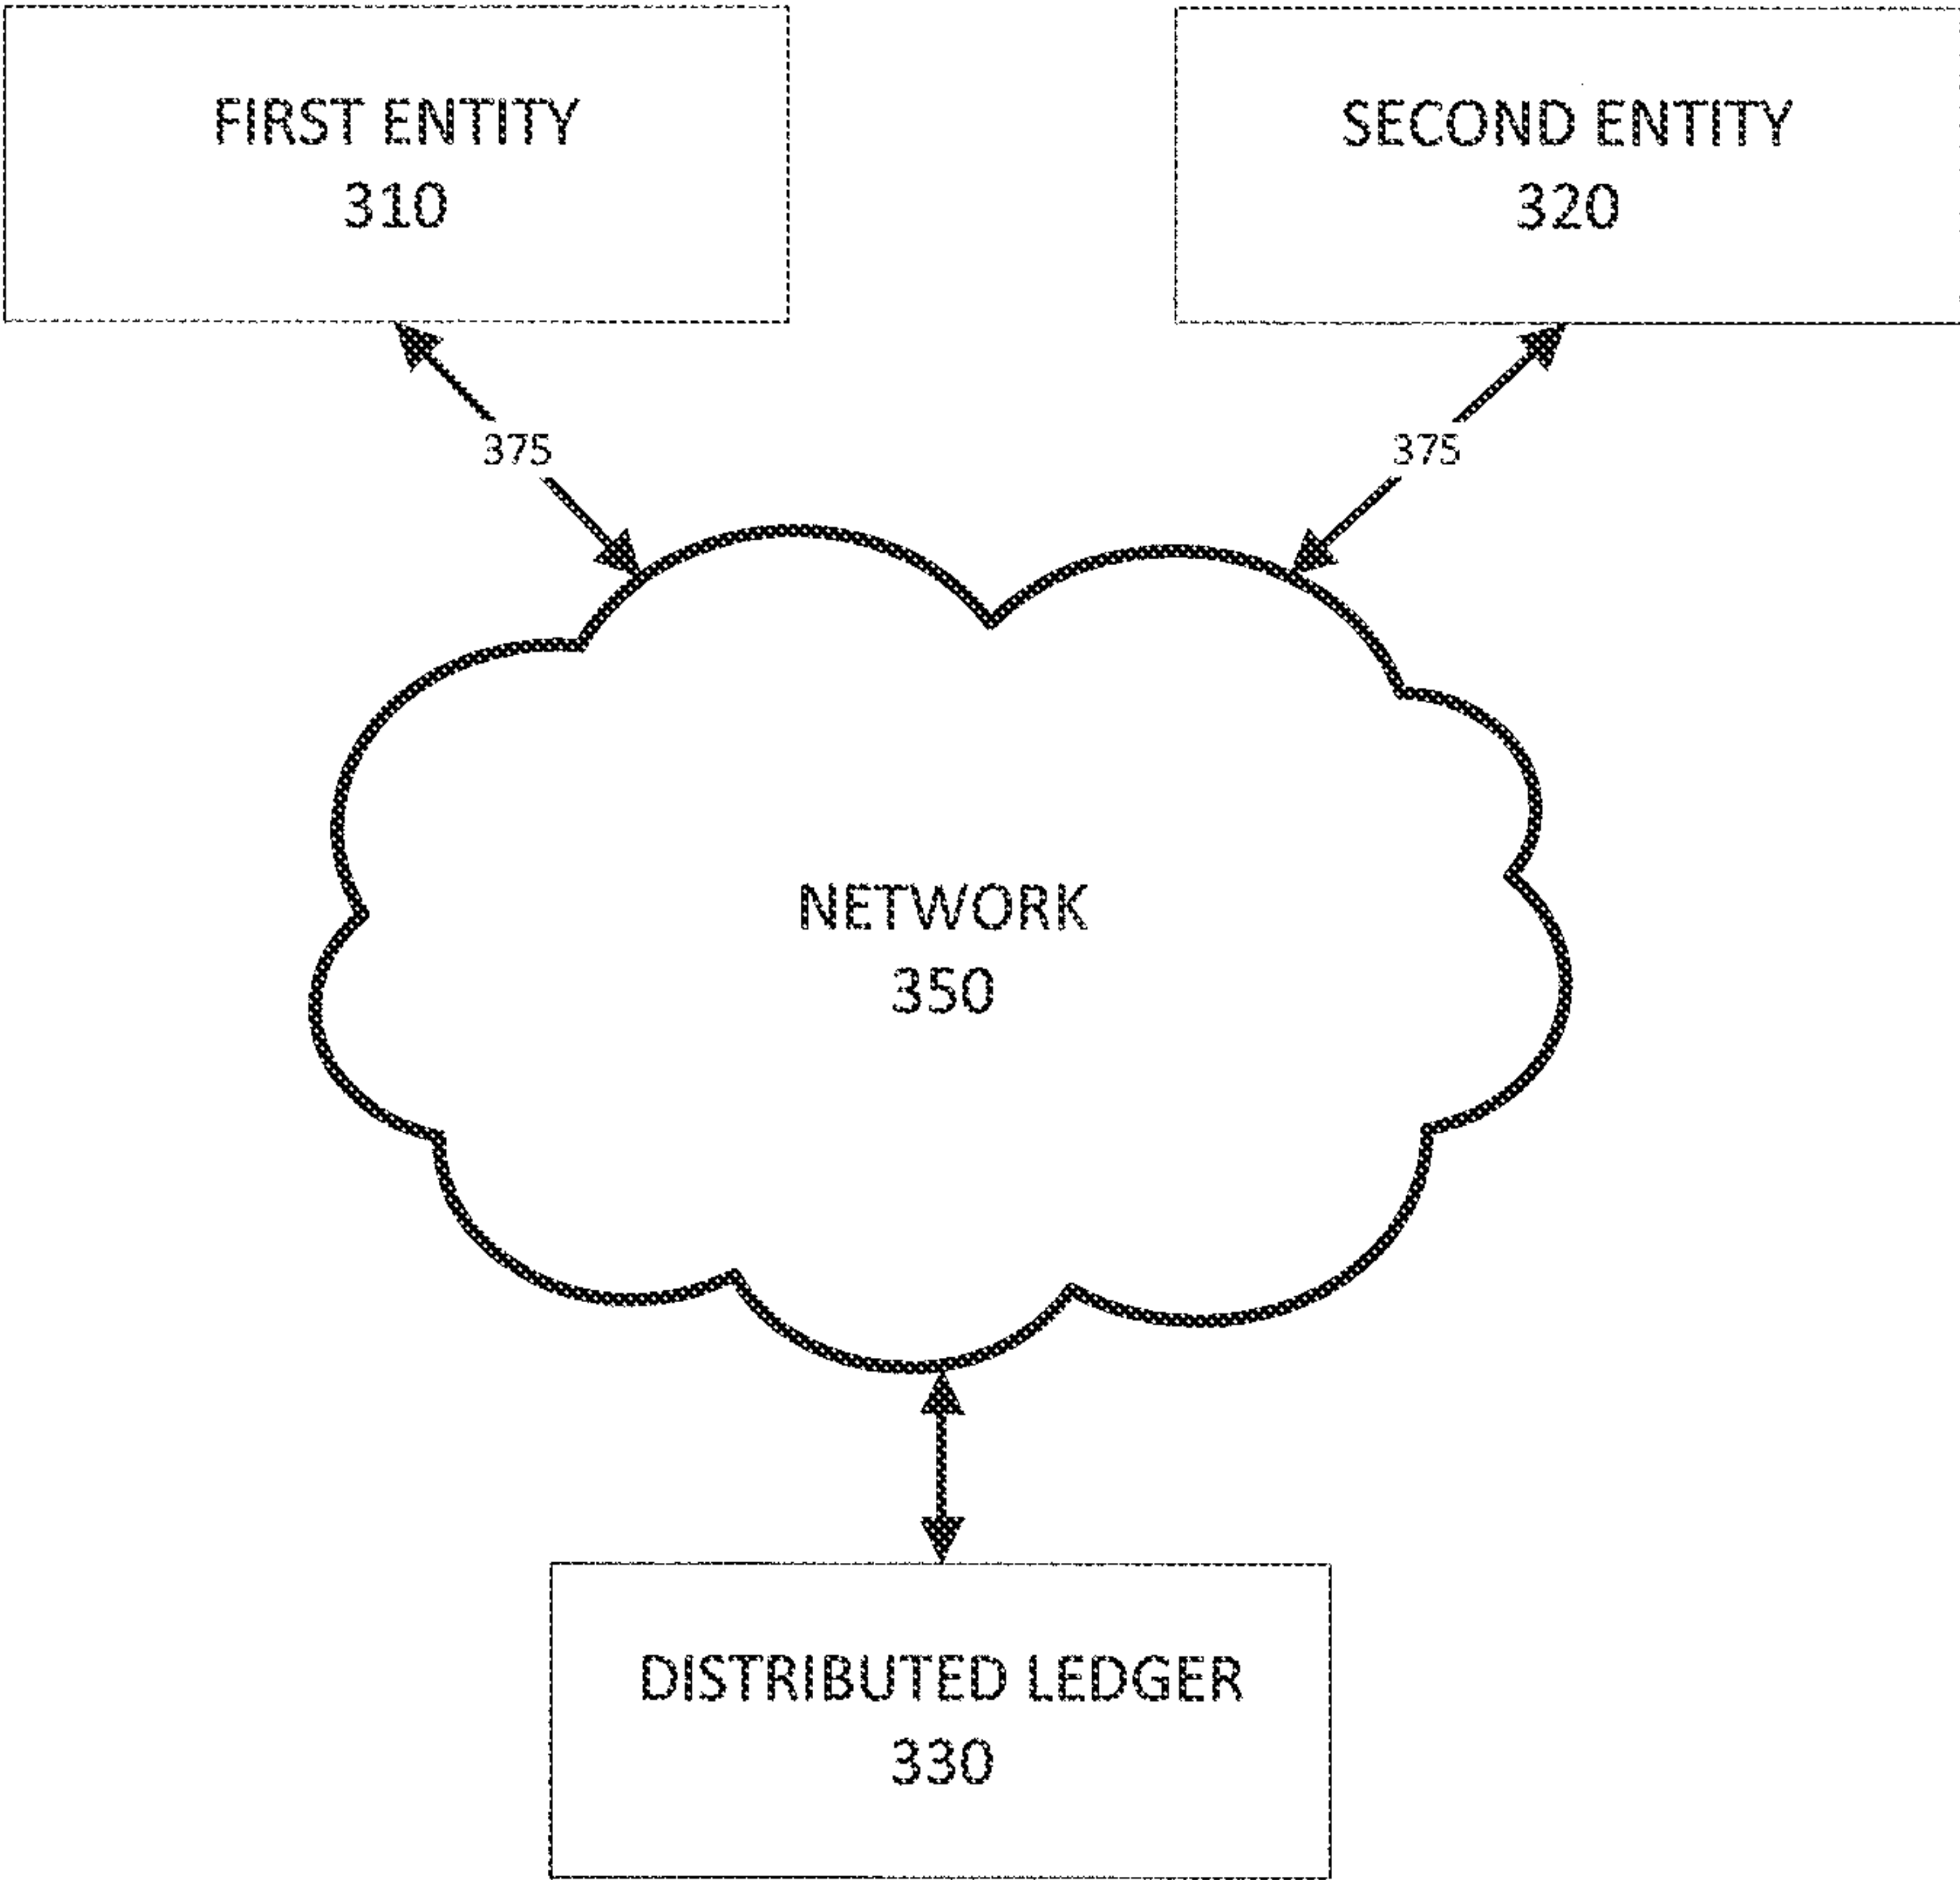 FIRST ENTITY
310
SECOND ENTITY
320
375
375
NETWORK
350
DISTRIBUTED LEDGER
330